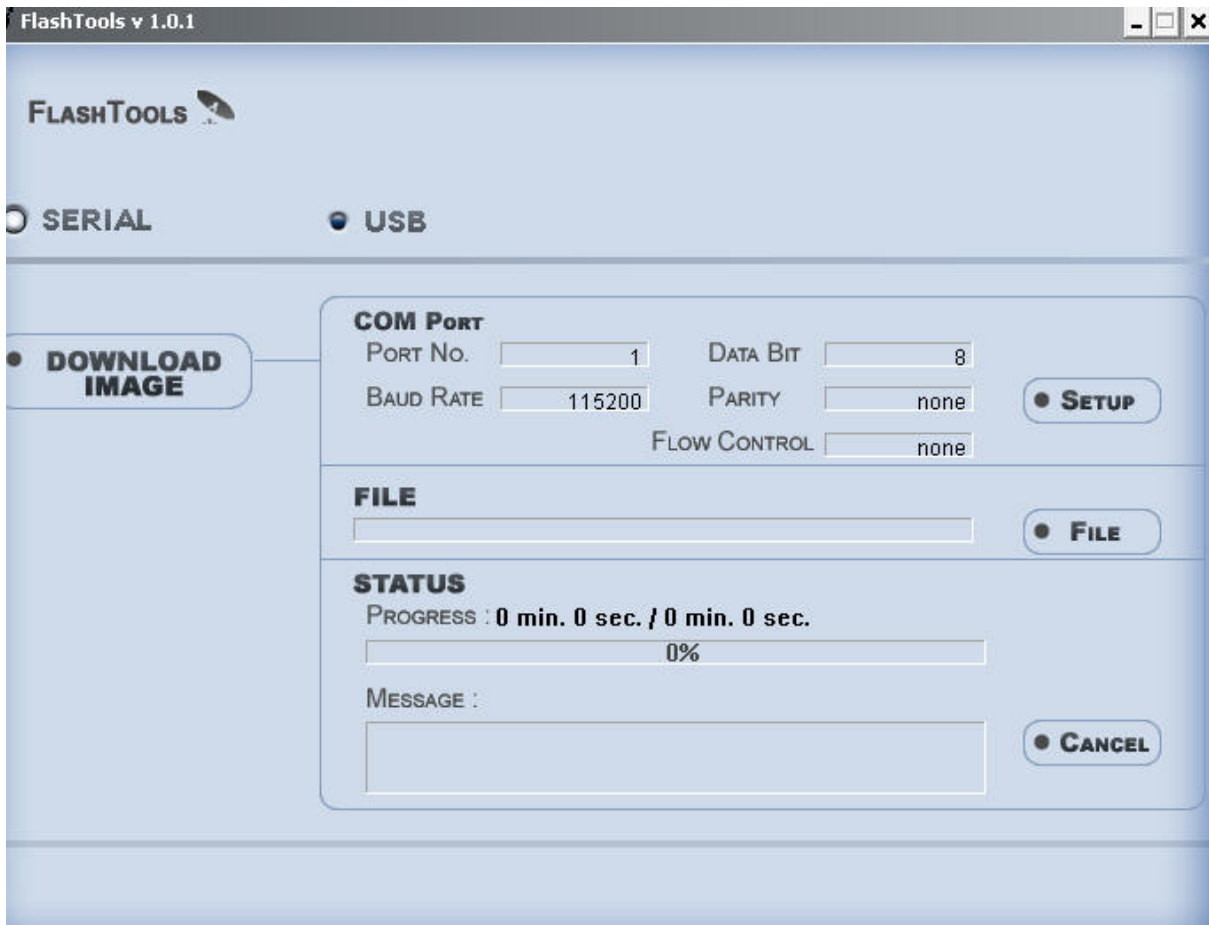 FlashTools v 1.0.1
FLASHTOOLS
SERIAL
USB
DOWNLOAD
IMAGE
COM PORT
PORT NO. 1
DATA BIT 8
BAUD RATE 115200
PARITY none
FLOW CONTROL none
SETUP
FILE
FILE
STATUS
PROGRESS : 0 min. 0 sec. / 0 min. 0 sec.
0%
MESSAGE :
CANCEL